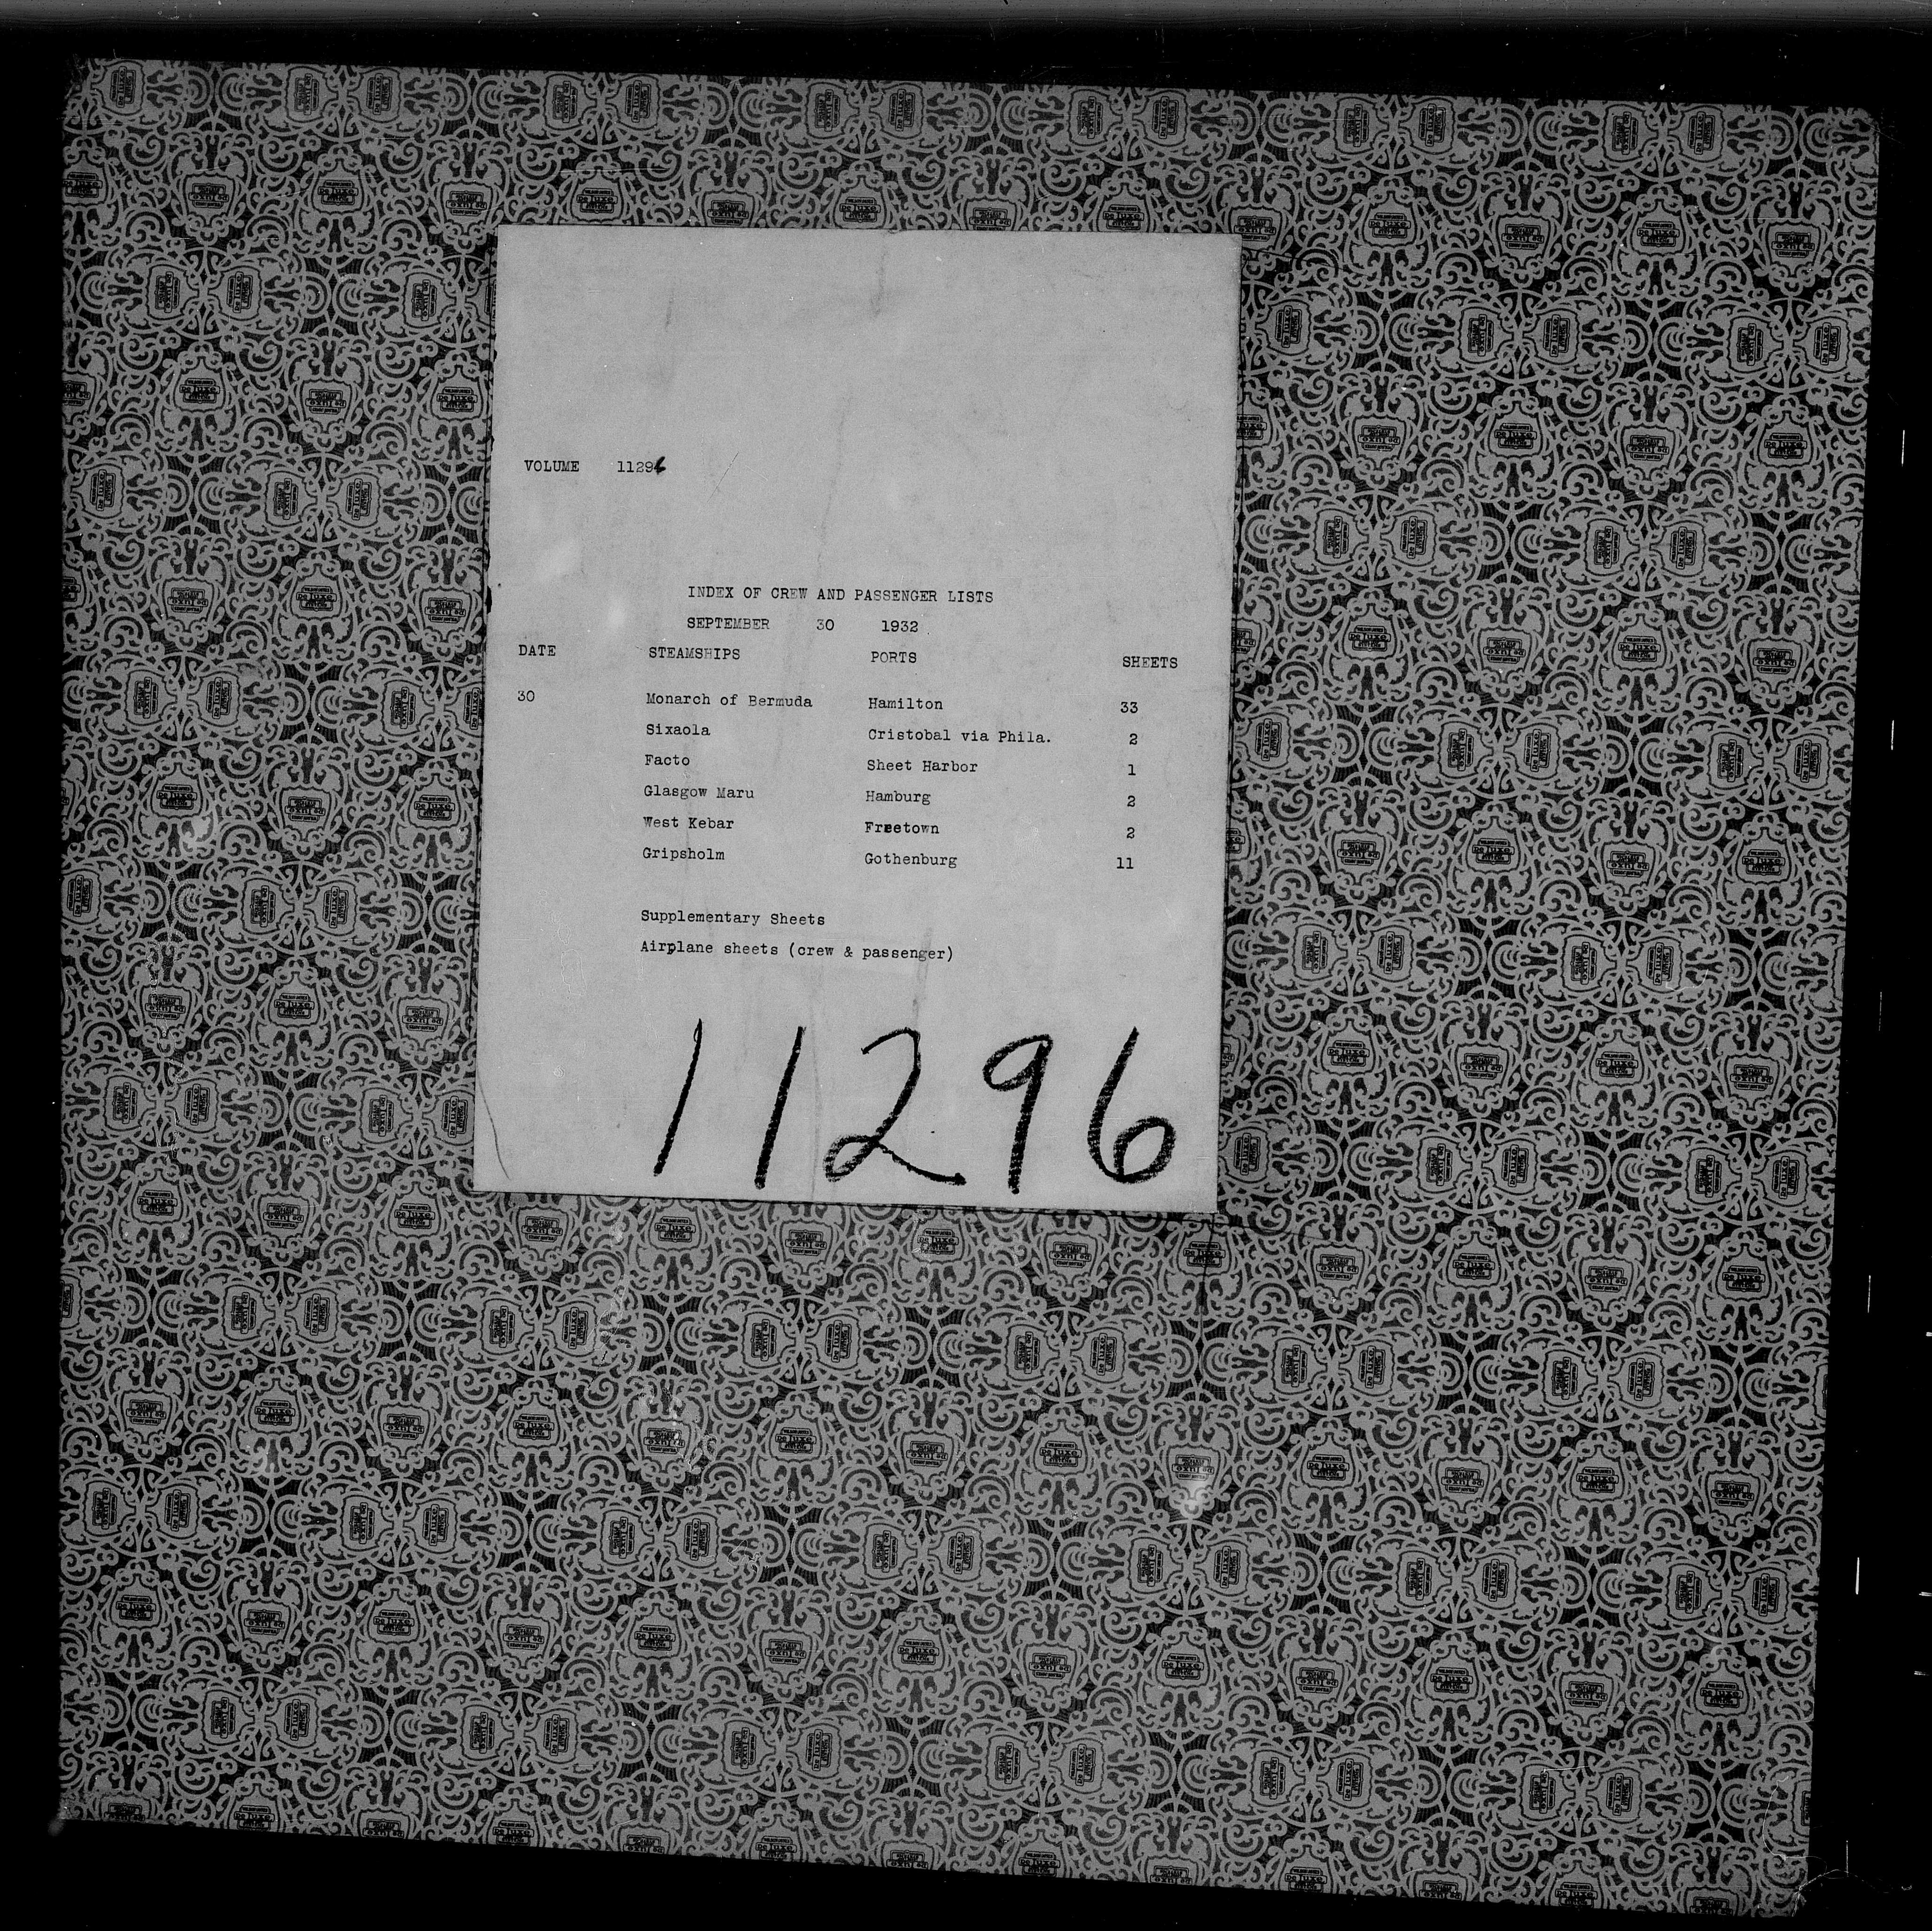 VOLUME 11296
INDEX OF CREW AND PASSENGER LISTS
SEPTEMBER 30 1932
DATE STEAMSHIPS PORTS SHEETS
30 Monarch of Bermuda Hamilton 33
Sixaola Cristobal via Phila. 2
Facto Sheet Harbor 1
Glasgow Maru Hamburg 2
West Kebar Freetown 2
Gripsholm Gothenburg 11
Supplementary Sheets
Airplane sheets (crew & passenger)
11296
De luxe